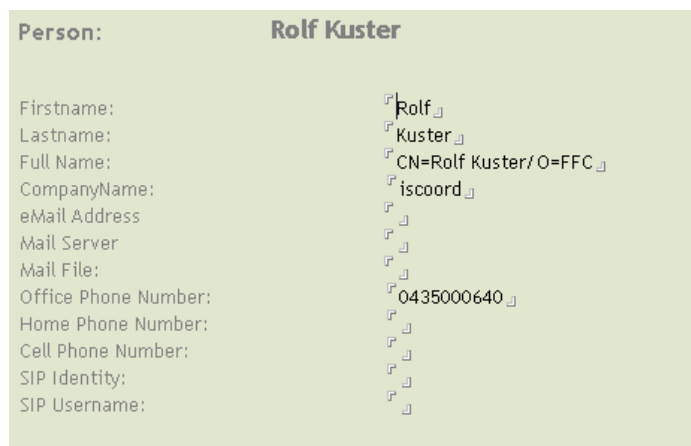 Person: Rolf Kuster
Firstname: Rolf
Lastname: Kuster
Full Name: CN=Rolf Kuster/O=FFC
CompanyName: iscoord
eMail Address
Mail Server
Mail File:
Office Phone Number: 0435000640
Home Phone Number:
Cell Phone Number:
SIP Identity:
SIP Username: